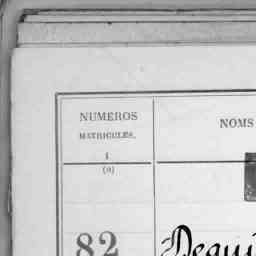 NUMEROS
MATRICULES.
NOMS
1
(a)
82